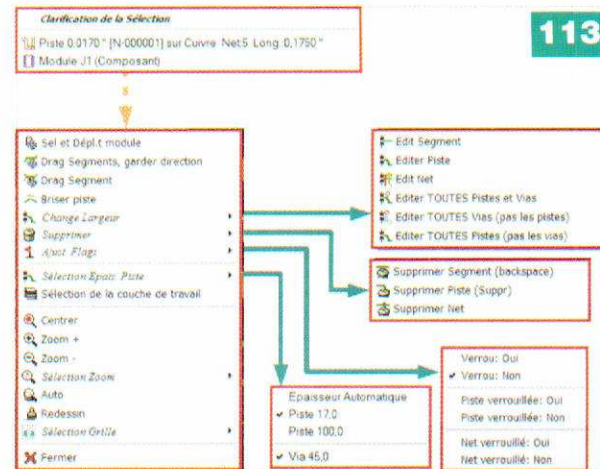 Clarification de la Sélection
113
Piste 0.0170 " [N-000001] sur Cuivre Net:5 Long:0,1750 "
Module J1 (Composant)
s
Sel et Dépl.t module
Drag Segments, garder direction
Drag Segment
Briser piste
Change Largeur
Supprimer
Ajust Flags
Sélection Epais. Piste
Sélection de la couche de travail
Centrer
Zoom +
Zoom -
Sélection Zoom
Auto
Redessin
Sélection Grille
Fermer
Edit Segment
Editer Piste
Edit Net
Editer TOUTES Pistes et Vias
Editer TOUTES Vias (pas les pistes)
Editer TOUTES Pistes (pas les vias)
Supprimer Segment (backspace)
Supprimer Piste (Suppr)
Supprimer Net
Verrou: Oui
Verrou: Non
Piste verrouillée: Oui
Piste verrouillée: Non
Net verrouillé: Oui
Net verrouillé: Non
Epaisseur Automatique
Piste 17,0
Piste 100,0
Via 45,0